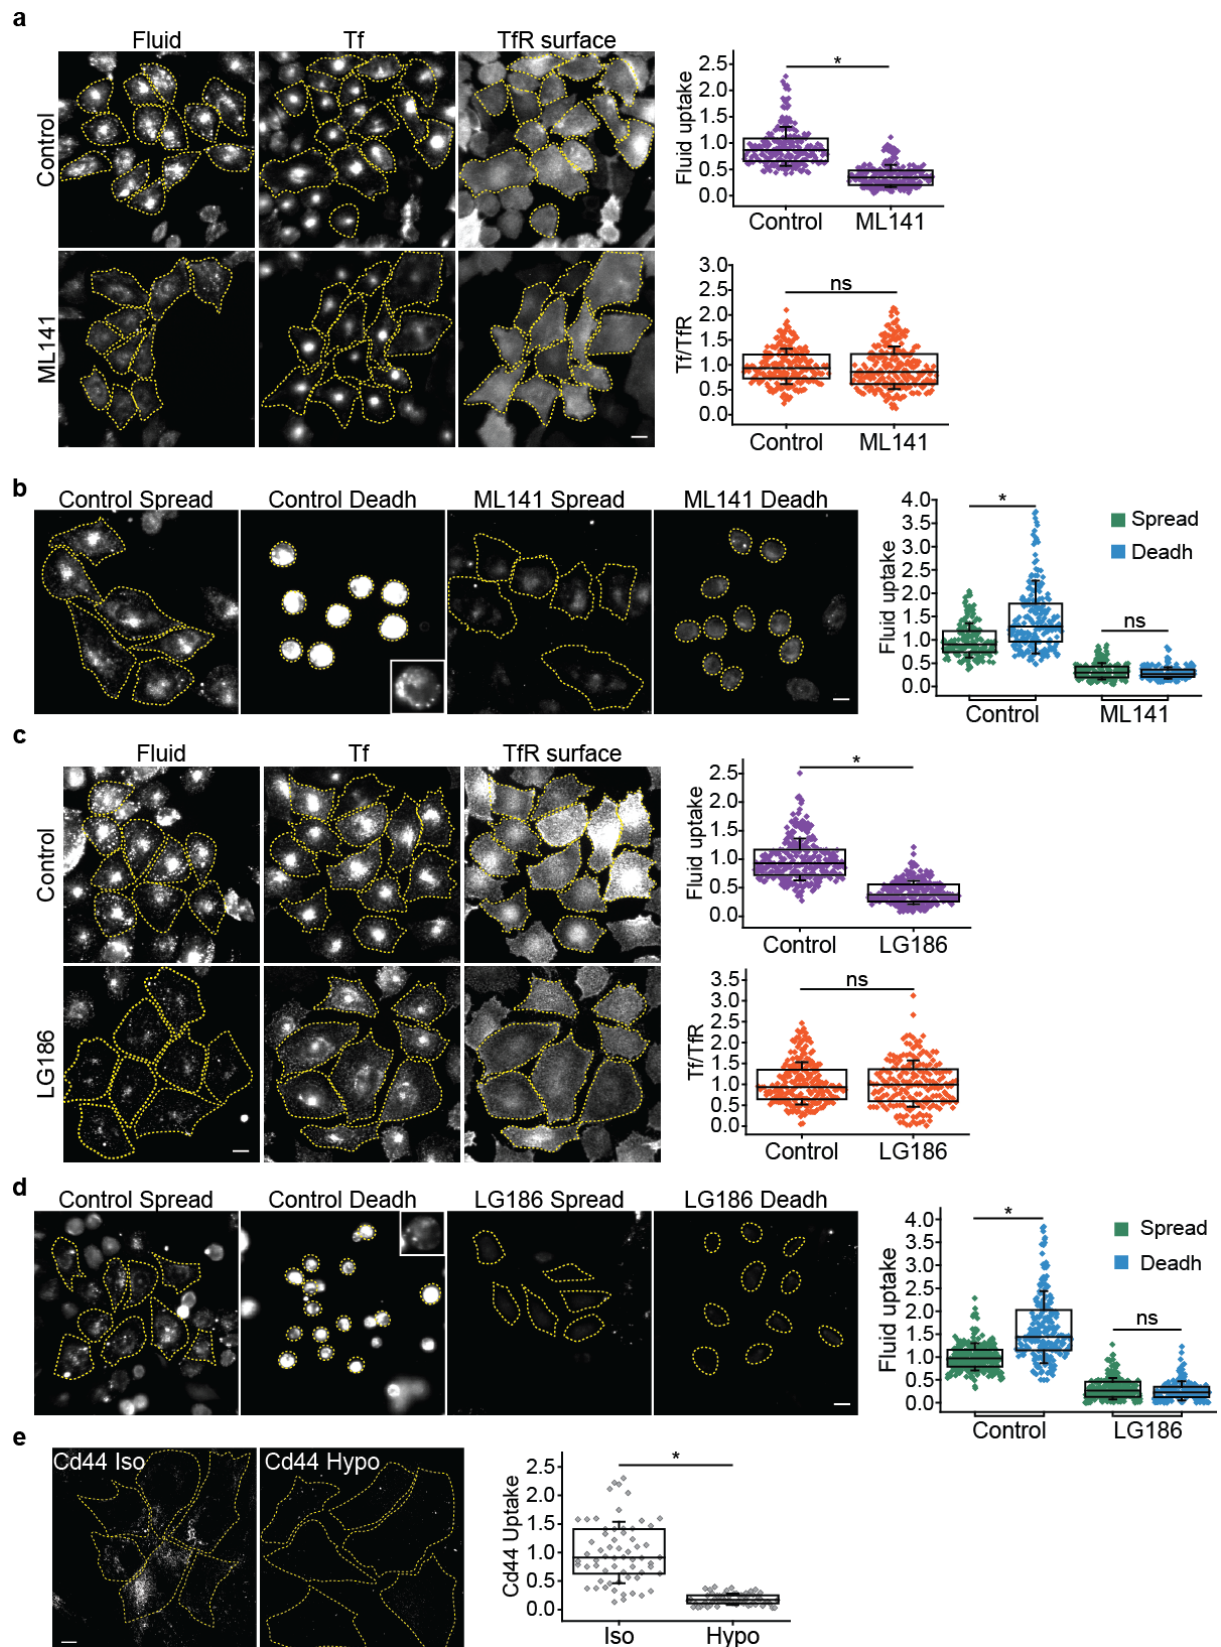 a
Fluid Tf TfR surface
Control
ML141
Fluid uptake
2.5
2.0
1.5
1.0
0.5
0.0
*
Control ML141
Tf/TfR
3.0
2.5
2.0
1.5
1.0
0.5
0.0
ns
Control ML141
b
Control Spread Control Deadh ML141 Spread ML141 Deadh
Fluid uptake
4.0
3.5
3.0
2.5
2.0
1.5
1.0
0.5
0.0
*
ns
Spread
Deadh
Control ML141
c
Fluid Tf TfR surface
Control
LG186
Fluid uptake
2.5
2.0
1.5
1.0
0.5
0.0
*
Control LG186
Tf/TfR
3.5
3.0
2.5
2.0
1.5
1.0
0.5
0.0
ns
Control LG186
d
Control Spread Control Deadh LG186 Spread LG186 Deadh
Fluid uptake
4.0
3.5
3.0
2.5
2.0
1.5
1.0
0.5
0.0
*
ns
Spread
Deadh
Control LG186
e
Cd44 Iso Cd44 Hypo
Cd44 Uptake
2.5
2.0
1.5
1.0
0.5
0.0
*
Iso Hypo